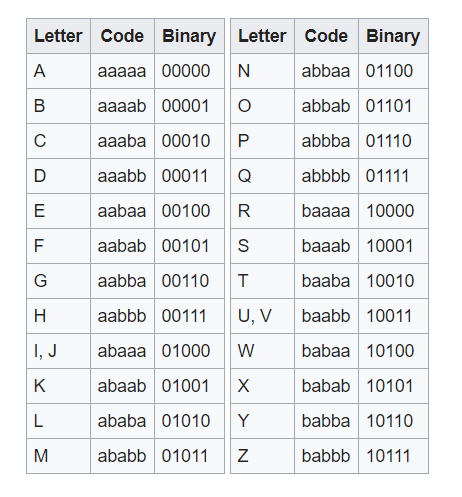 Letter Code Binary Letter Code Binary
A aaaaa 00000 N abbaa 01100
B aaaab 00001 O abbab 01101
C aaaba 00010 P abbba 01110
D aaabb 00011 Q abbbb 01111
E aabaa 00100 R baaaa 10000
F aabab 00101 S baaab 10001
G aabba 00110 T baaba 10010
H aabbb 00111 U, V baabb 10011
I, J abaaa 01000 W babaa 10100
K abaab 01001 X babab 10101
L ababa 01010 Y babba 10110
M ababb 01011 Z babbb 10111